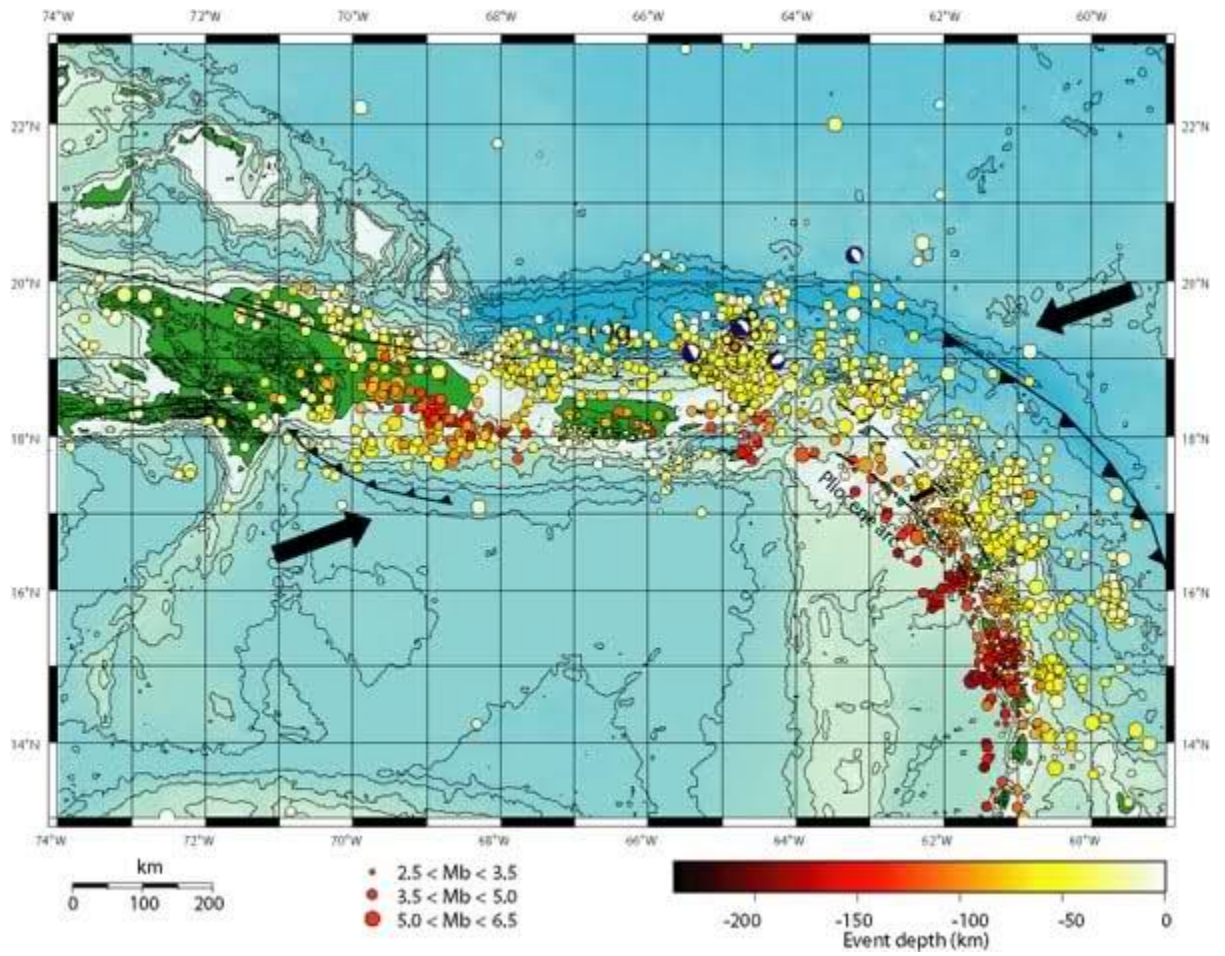 74°W 72°W 70°W 68°W 66°W 64°W 62°W 60°W
22°N 22°N
20°N 20°N
18°N 18°N
Pliocene arc
16°N 16°N
14°N 14°N
74°W 72°W 70°W 68°W 66°W 64°W 62°W 60°W
km
0 100 200
2.5 < Mb < 3.5
3.5 < Mb < 5.0
5.0 < Mb < 6.5
-200 -150 -100 -50 0
Event depth (km)